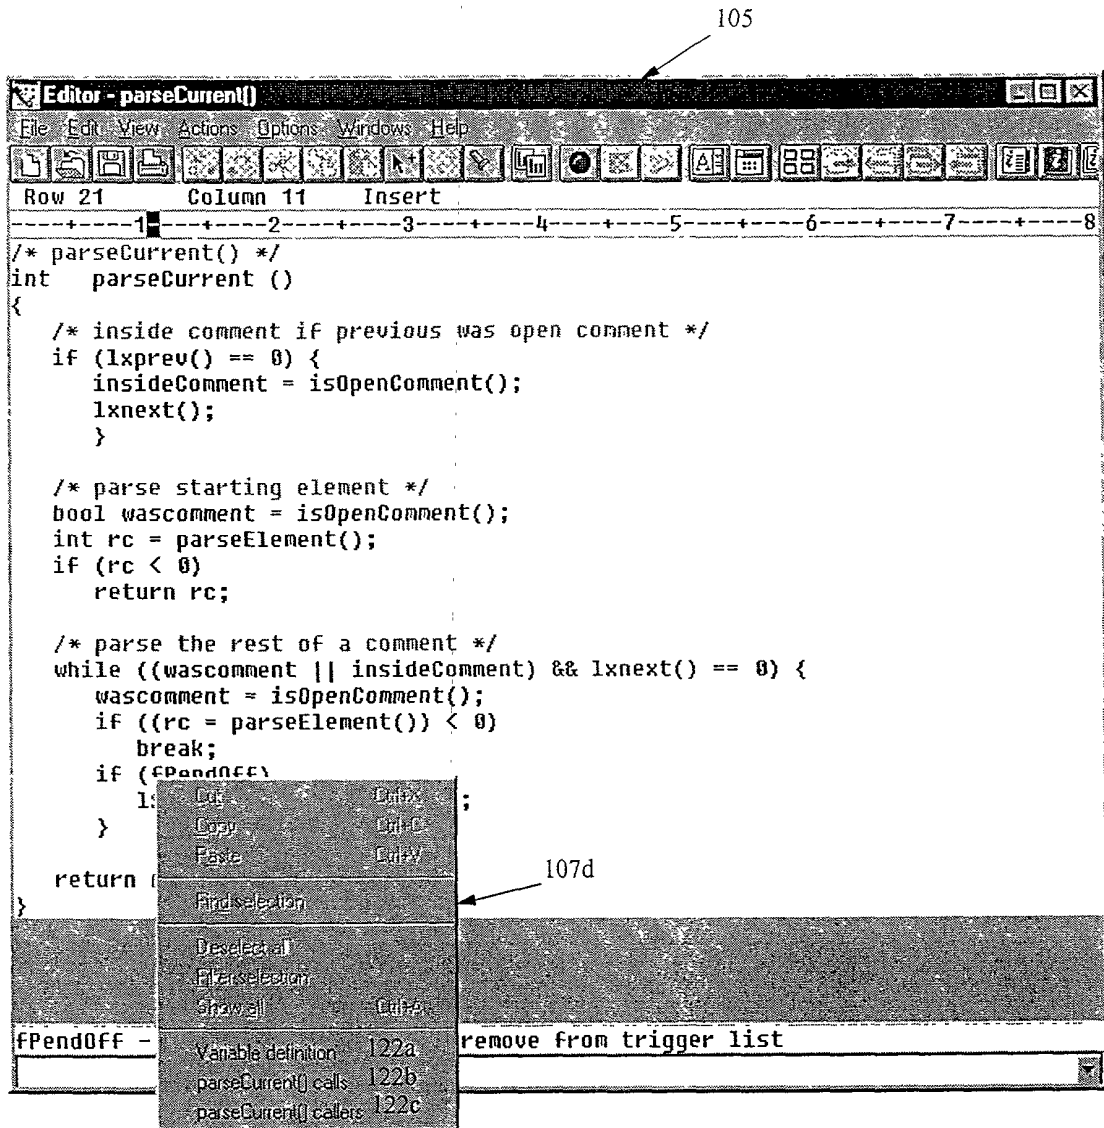 105
Editor - parseCurrent()
File Edit View Actions Options Windows Help
Row 21 Column 11 Insert
----+----1----+----2----+----3----+----4----+----5----+----6----+----7----+----8
/* parseCurrent() */
int parseCurrent ()
{
/* inside comment if previous was open comment */
if (lxprev() == 0) {
insideComment = isOpenComment();
lxnext();
}
/* parse starting element */
bool wascomment = isOpenComment();
int rc = parseElement();
if (rc < 0)
return rc;
/* parse the rest of a comment */
while ((wascomment || insideComment) && lxnext() == 0) {
wascomment = isOpenComment();
if ((rc = parseElement()) < 0)
break;
if (fPendOff)
;
}
return
}
Cut Ctrl+X
Copy Ctrl+C
Paste Ctrl+V
Find selection
107d
Deselect all
Filter selection
Show all Ctrl+A
fPendOff - remove from trigger list
Variable definition 122a
parseCurrent() calls 122b
parseCurrent() callers 122c